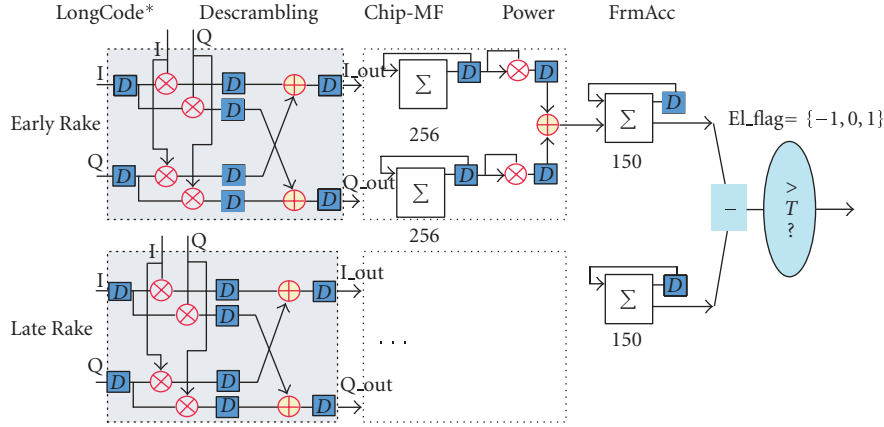 LongCode* Descrambling Chip-MF Power FrmAcc
Q
I
I D D D I_out Σ D D
256
Early Rake
Σ D
150
El_flag= {−1, 0, 1}
Q D D D Q_out Σ D D
256
D D
− > T ?
Q
I
I D D D I_out
D
Σ D
150
Late Rake
. . .
Q D D D Q_out
D